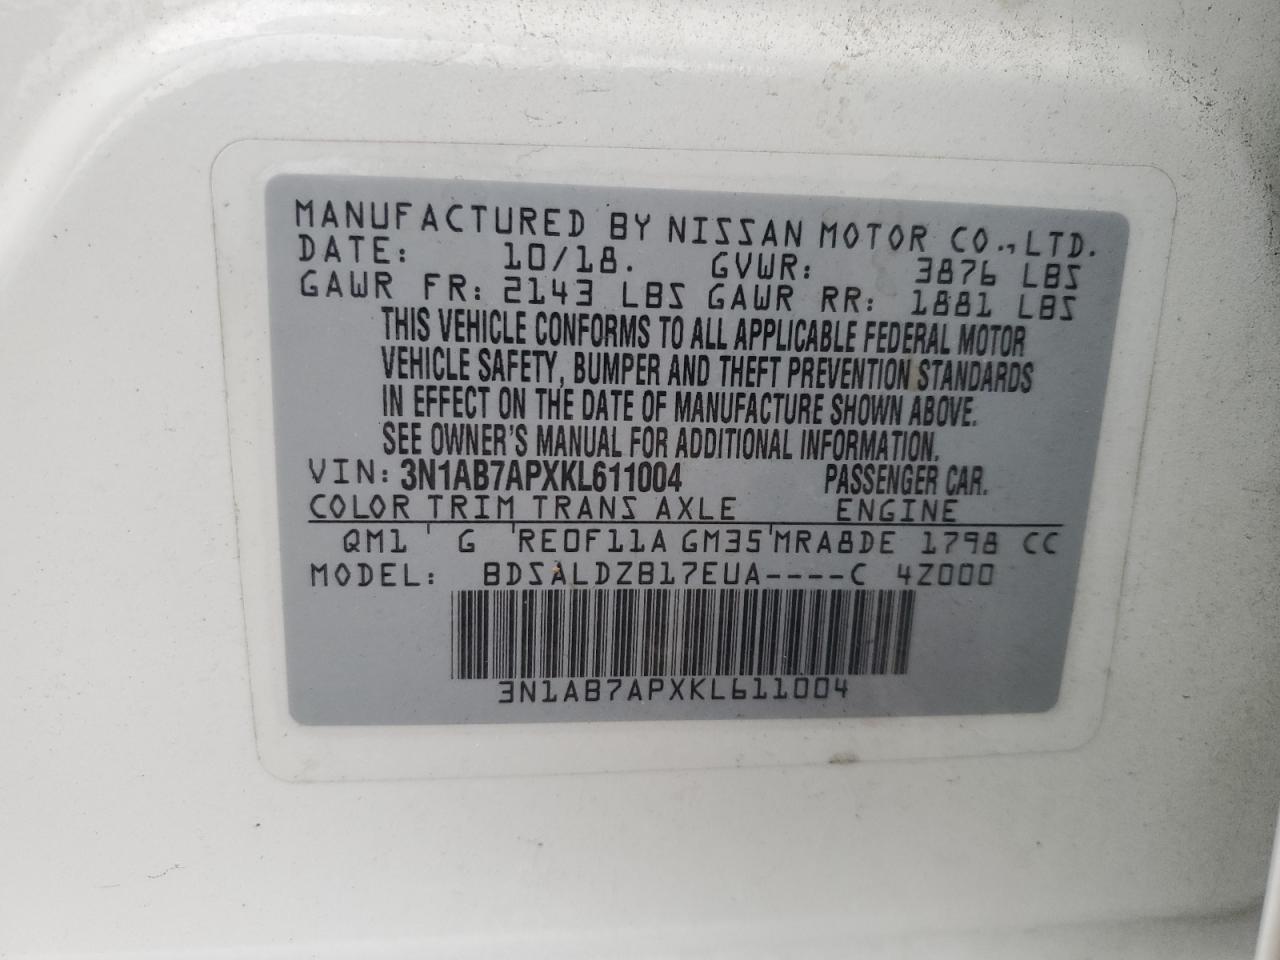 MANUFACTURED BY NISSAN MOTOR CO.,LTD.
DATE: 10/18. GVWR: 3876 LBS
GAWR FR: 2143 LBS GAWR RR: 1881 LBS
THIS VEHICLE CONFORMS TO ALL APPLICABLE FEDERAL MOTOR
VEHICLE SAFETY, BUMPER AND THEFT PREVENTION STANDARDS
IN EFFECT ON THE DATE OF MANUFACTURE SHOWN ABOVE.
SEE OWNER'S MANUAL FOR ADDITIONAL INFORMATION.
VIN: 3N1AB7APXKL611004 PASSENGER CAR.
COLOR TRIM TRANS AXLE ENGINE
QM1 ' G 'RE0F11A GM35'MRA8DE 1798 CC
MODEL: BDSALDZB17EUA----C 4Z000
3N1AB7APXKL611004